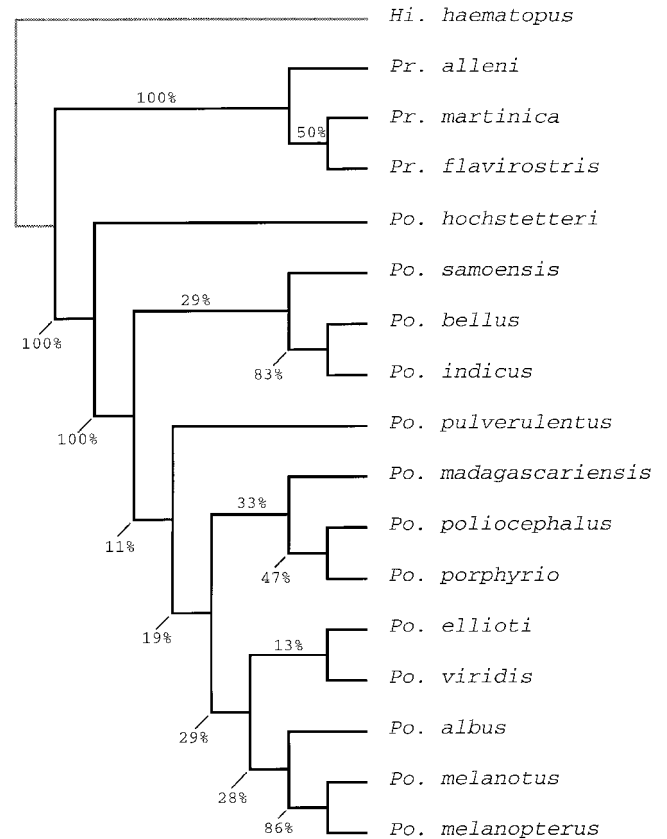 Hi. haematopus
Pr. alleni
100%
Pr. martinica
50%
Pr. flavirostris
Po. hochstetteri
Po. samoensis
29%
Po. bellus
100%
83%
Po. indicus
Po. pulverulentus
100%
Po. madagascariensis
33%
Po. poliocephalus
11%
47%
Po. porphyrio
19%
Po. ellioti
13%
Po. viridis
29%
Po. albus
Po. melanotus
28%
86%
Po. melanopterus